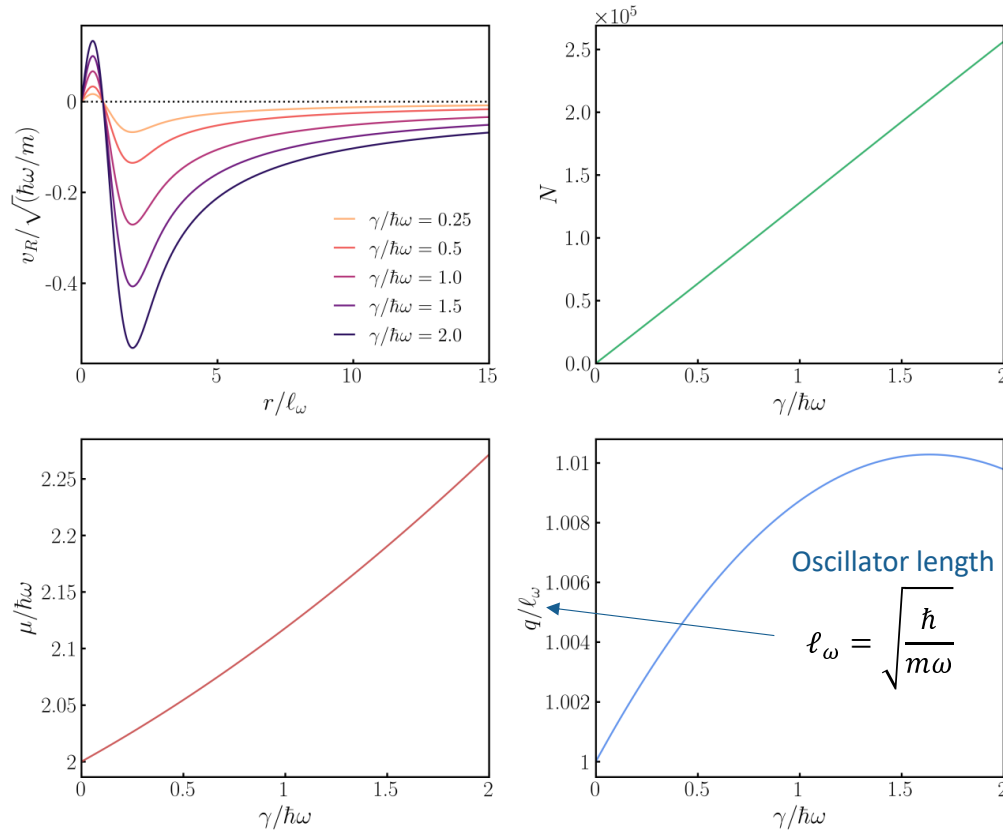 v_R/√(ħω/m)
0
-0.2
-0.4
γ/ħω = 0.25
γ/ħω = 0.5
γ/ħω = 1.0
γ/ħω = 1.5
γ/ħω = 2.0
0 5 10 15
r/ℓ_ω
×10⁵
N
2.5
2.0
1.5
1.0
0.5
0.0
0 0.5 1 1.5 2
γ/ħω
μ/ħω
2.25
2.2
2.15
2.1
2.05
2
0 0.5 1 1.5 2
γ/ħω
q/ℓ_ω
1.01
1.008
1.006
1.004
1.002
1
Oscillator length
ℓ_ω = √(ħ/mω)
0 0.5 1 1.5 2
γ/ħω